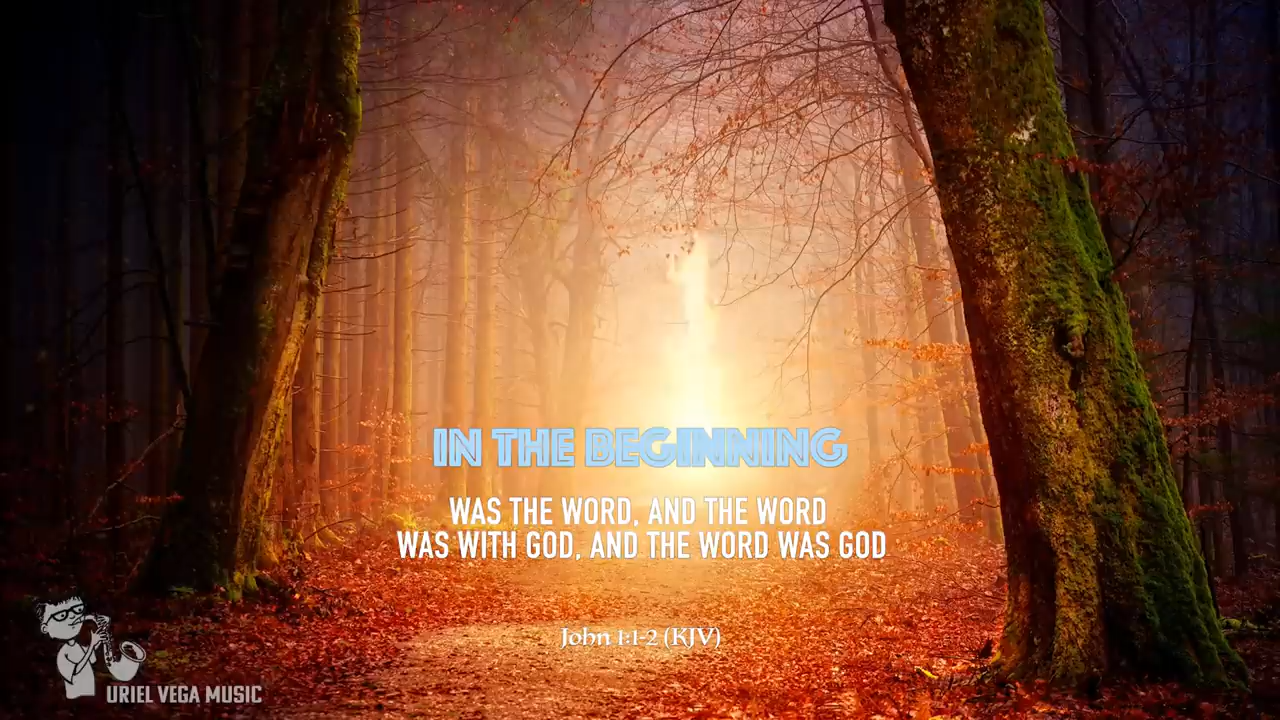 IN THE BEGINNING
WAS THE WORD, AND THE WORD
WAS WITH GOD, AND THE WORD WAS GOD
John 1:1-2 (KJV)
URIEL VEGA MUSIC